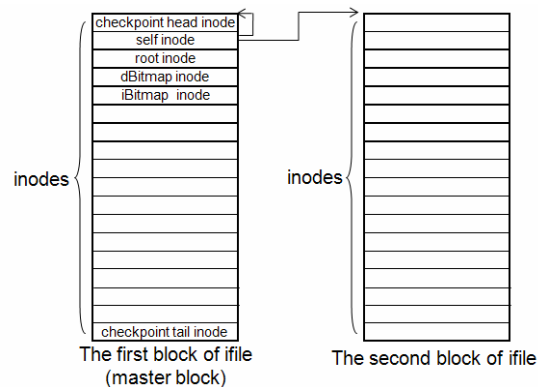 checkpoint head inode
self inode
root inode
dBitmap inode
iBitmap inode
inodes
checkpoint tail inode
The first block of ifile
(master block)
inodes
The second block of ifile